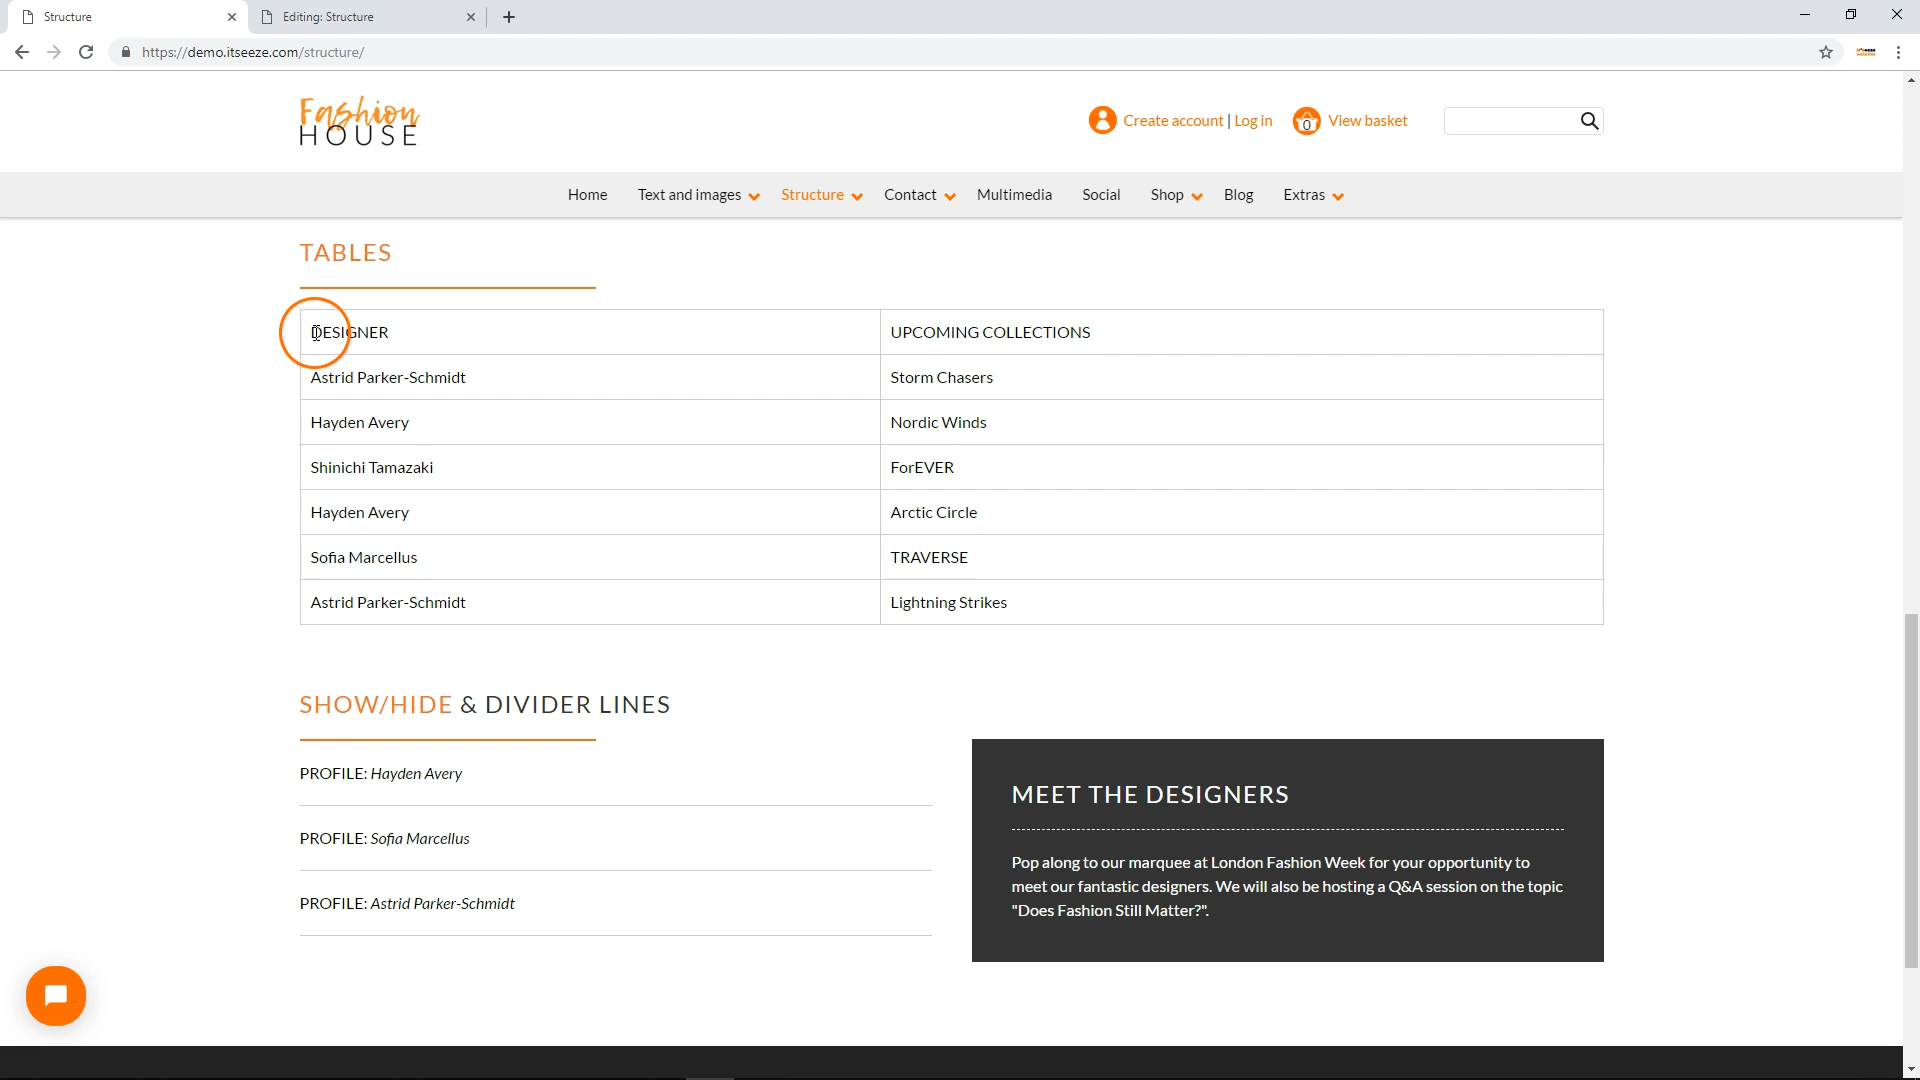 Structure
Editing: Structure
https://demo.itseeze.com/structure/
Fashion
HOUSE
Create account | Log in
0
View basket
Home Text and images Structure Contact Multimedia Social Shop Blog Extras
TABLES
DESIGNER UPCOMING COLLECTIONS
Astrid Parker-Schmidt Storm Chasers
Hayden Avery Nordic Winds
Shinichi Tamazaki ForEVER
Hayden Avery Arctic Circle
Sofia Marcellus TRAVERSE
Astrid Parker-Schmidt Lightning Strikes
SHOW/HIDE & DIVIDER LINES
PROFILE: Hayden Avery
PROFILE: Sofia Marcellus
PROFILE: Astrid Parker-Schmidt
MEET THE DESIGNERS
Pop along to our marquee at London Fashion Week for your opportunity to
meet our fantastic designers. We will also be hosting a Q&A session on the topic
"Does Fashion Still Matter?".